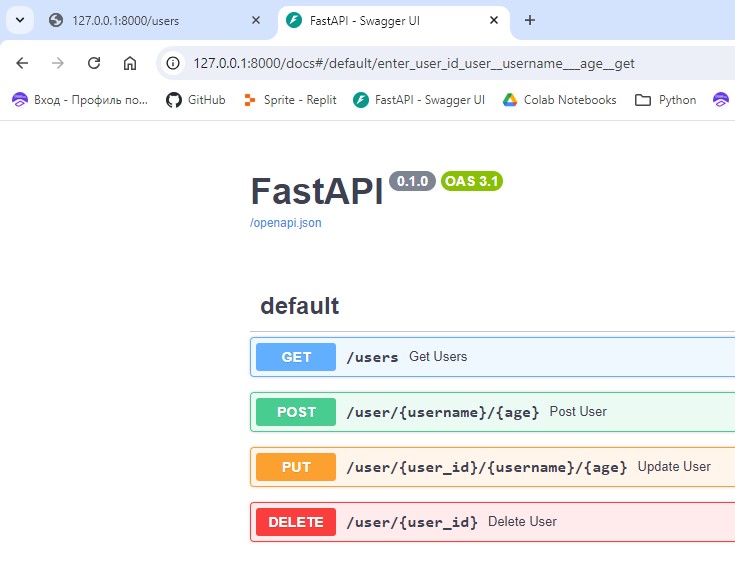 127.0.0.1:8000/users
FastAPI - Swagger UI
127.0.0.1:8000/docs#/default/enter_user_id_user__username___age__get
Вход - Профиль по...
GitHub
Sprite - Replit
FastAPI - Swagger UI
Colab Notebooks
Python
FastAPI 0.1.0 OAS 3.1
/openapi.json
default
GET /users Get Users
POST /user/{username}/{age} Post User
PUT /user/{user_id}/{username}/{age} Update User
DELETE /user/{user_id} Delete User